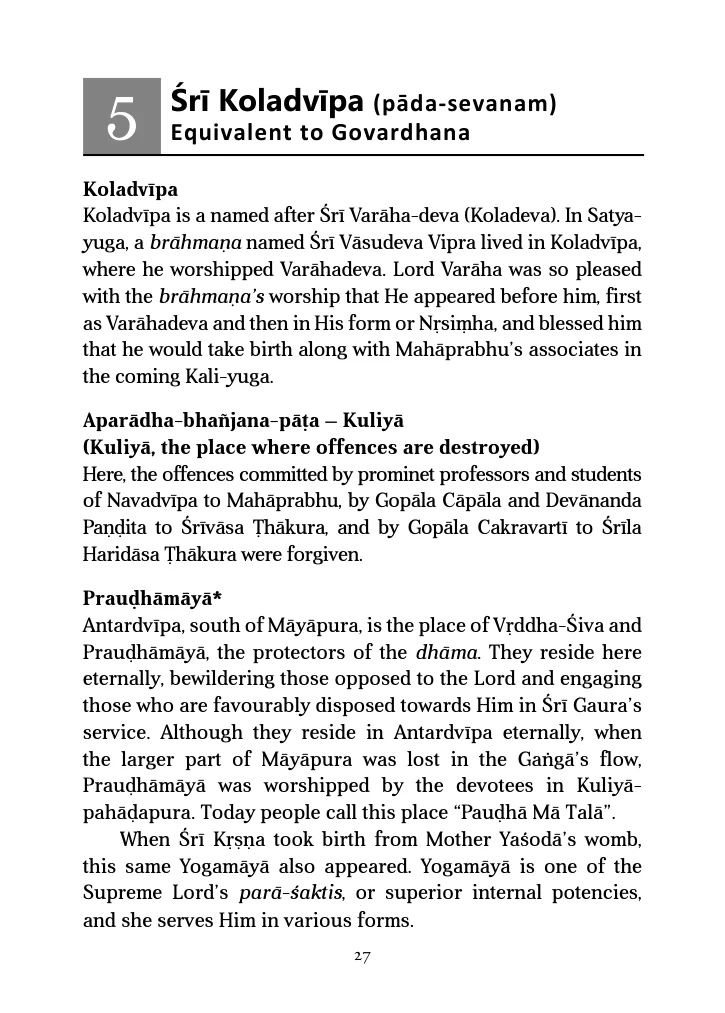 5
Śrī Koladvīpa (pāda-sevanam)
Equivalent to Govardhana
Koladvīpa
Koladvīpa is a named after Śrī Varāha-deva (Koladeva). In Satya-
yuga, a brāhmaṇa named Śrī Vāsudeva Vipra lived in Koladvīpa,
where he worshipped Varāhadeva. Lord Varāha was so pleased
with the brāhmaṇa’s worship that He appeared before him, first
as Varāhadeva and then in His form or Nṛsiṃha, and blessed him
that he would take birth along with Mahāprabhu’s associates in
the coming Kali-yuga.
Aparādha-bhañjana-pāṭa – Kuliyā
(Kuliyā, the place where offences are destroyed)
Here, the offences committed by prominet professors and students
of Navadvīpa to Mahāprabhu, by Gopāla Cāpāla and Devānanda
Paṇḍita to Śrīvāsa Ṭhākura, and by Gopāla Cakravartī to Śrīla
Haridāsa Ṭhākura were forgiven.
Prauḍhāmāyā*
Antardvīpa, south of Māyāpura, is the place of Vṛddha-Śiva and
Prauḍhāmāyā, the protectors of the dhāma. They reside here
eternally, bewildering those opposed to the Lord and engaging
those who are favourably disposed towards Him in Śrī Gaura’s
service. Although they reside in Antardvīpa eternally, when
the larger part of Māyāpura was lost in the Gaṅgā’s flow,
Prauḍhāmāyā was worshipped by the devotees in Kuliyā-
pahāḍapura. Today people call this place “Pauḍhā Mā Talā”.
When Śrī Kṛṣṇa took birth from Mother Yaśodā’s womb,
this same Yogamāyā also appeared. Yogamāyā is one of the
Supreme Lord’s parā-śaktis, or superior internal potencies,
and she serves Him in various forms.
27